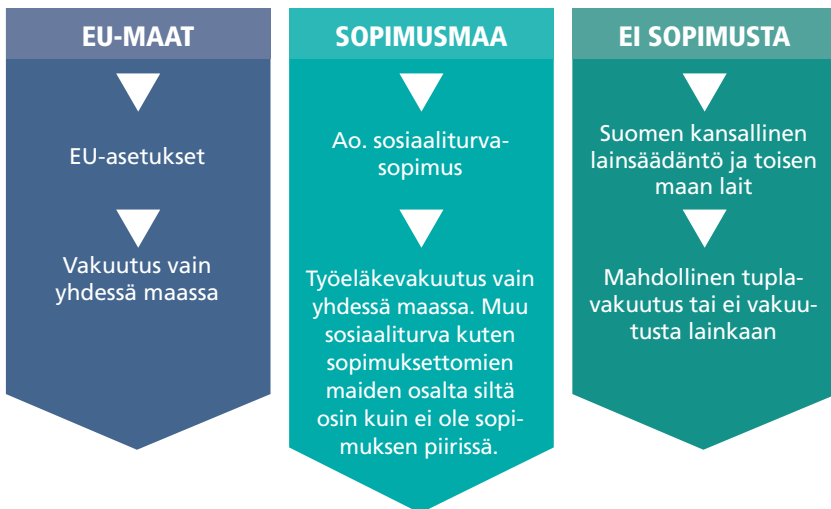 EU-MAAT
EU-asetukset
Vakuutus vain
yhdessä maassa
SOPIMUSMAA
Ao. sosiaaliturva-
sopimus
Työeläkevakuutus vain
yhdessä maassa. Muu
sosiaaliturva kuten
sopimuksettomien
maiden osalta siltä
osin kuin ei ole sopi-
muksen piirissä.
EI SOPIMUSTA
Suomen kansallinen
lainsäädäntö ja toisen
maan lait
Mahdollinen tupla-
vakuutus tai ei vakuu-
tusta lainkaan